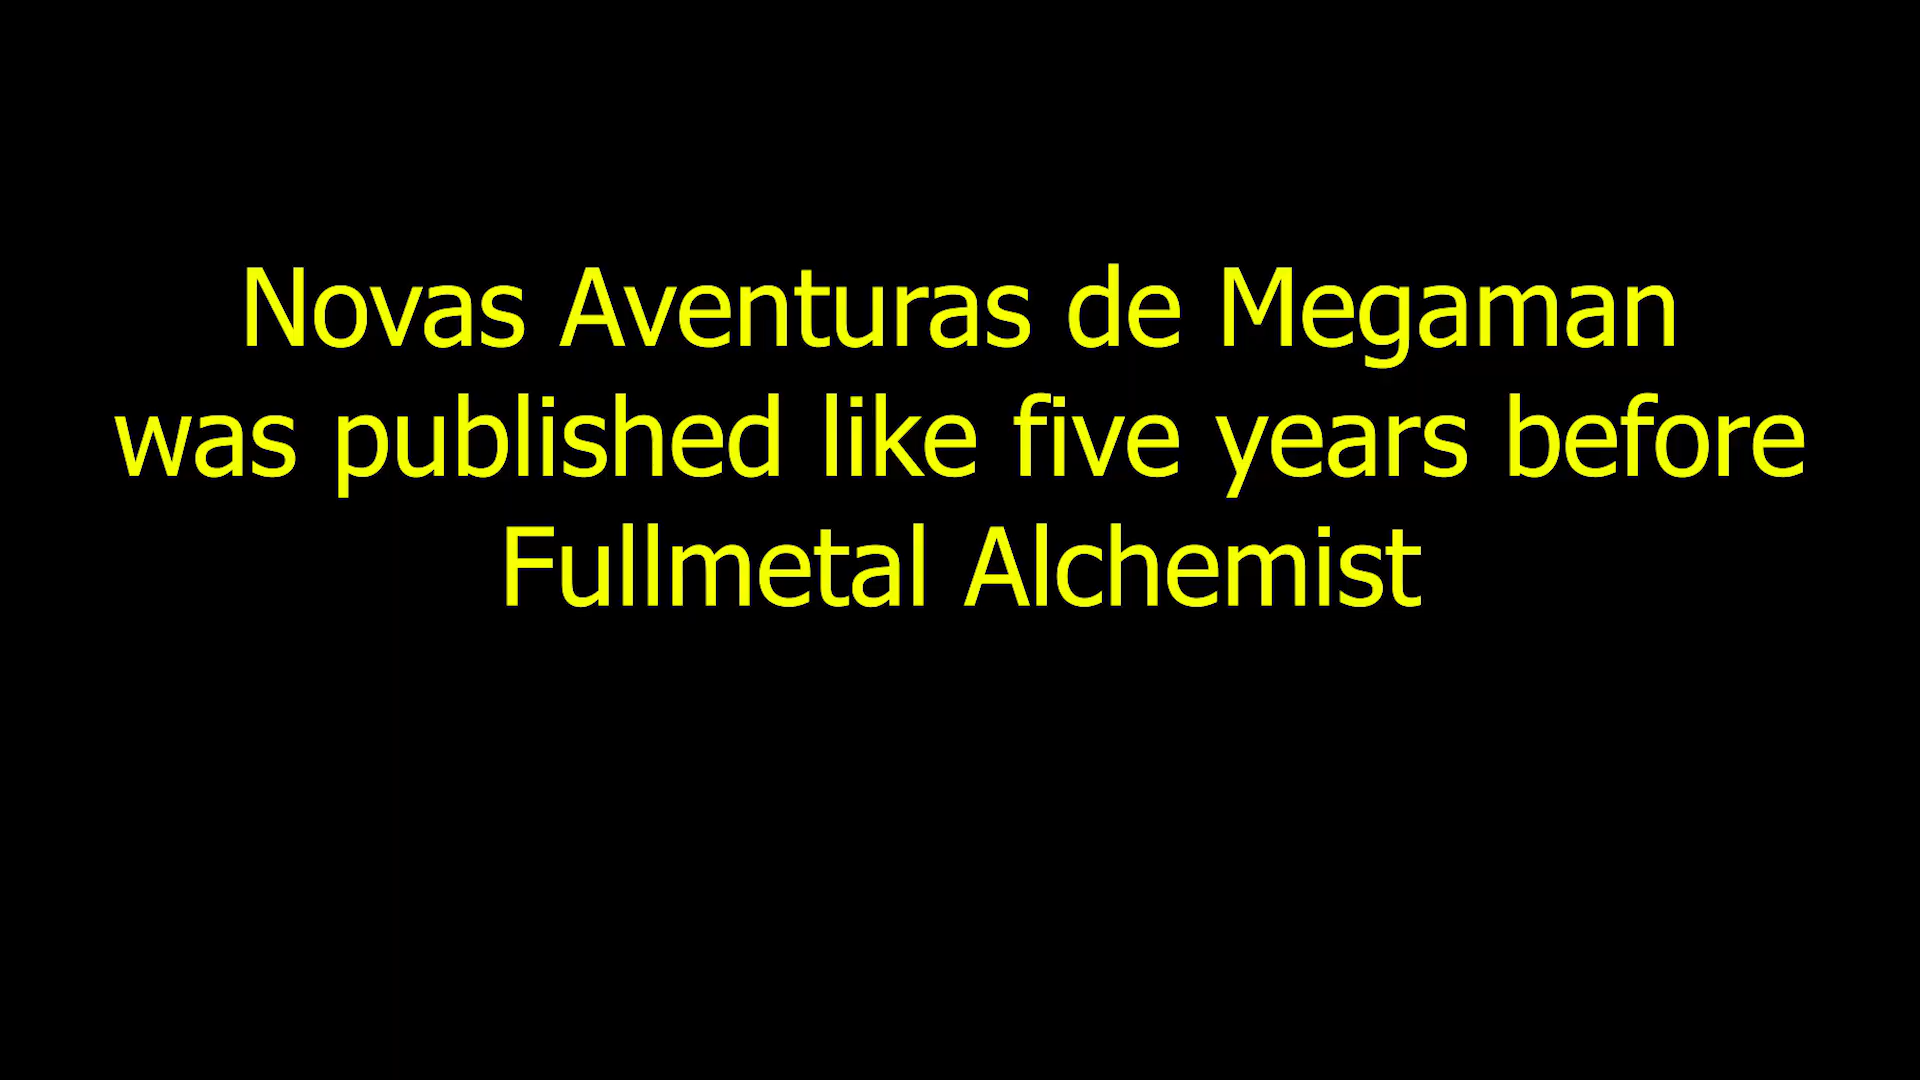 Novas Aventuras de Megaman
was published like five years before
Fullmetal Alchemist